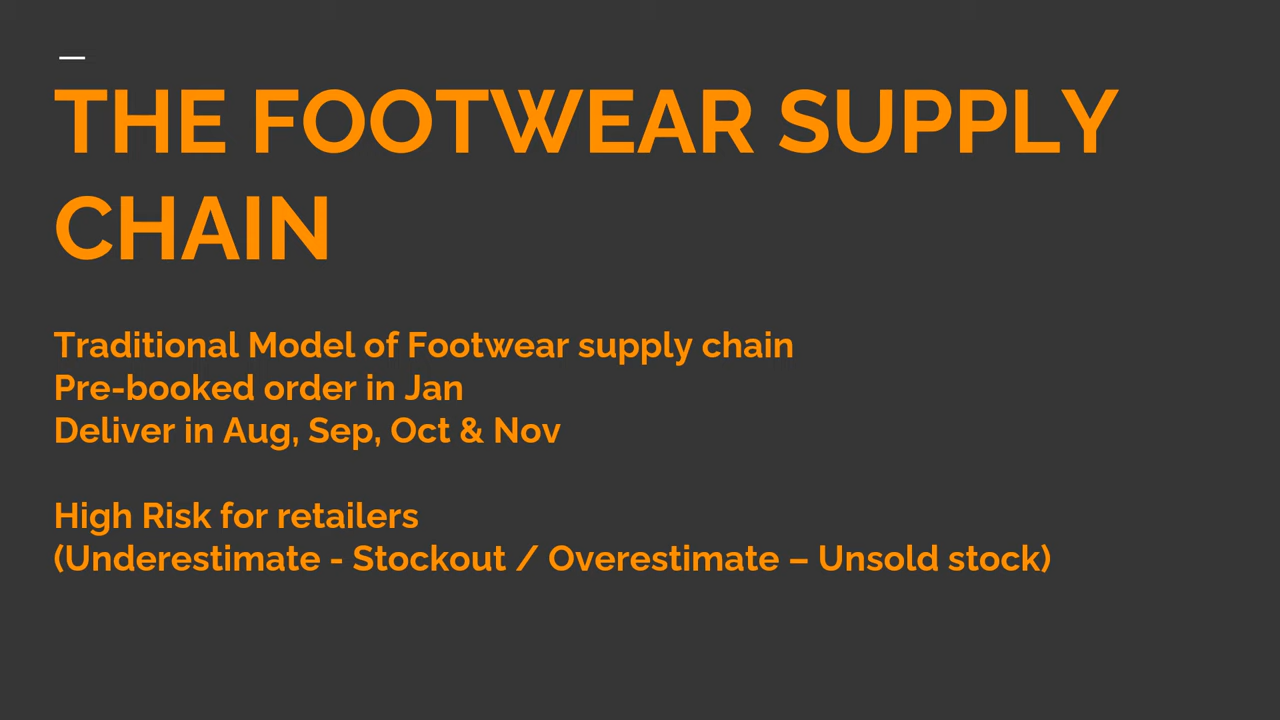 THE FOOTWEAR SUPPLY
CHAIN
Traditional Model of Footwear supply chain
Pre-booked order in Jan
Deliver in Aug, Sep, Oct & Nov
High Risk for retailers
(Underestimate - Stockout / Overestimate – Unsold stock)